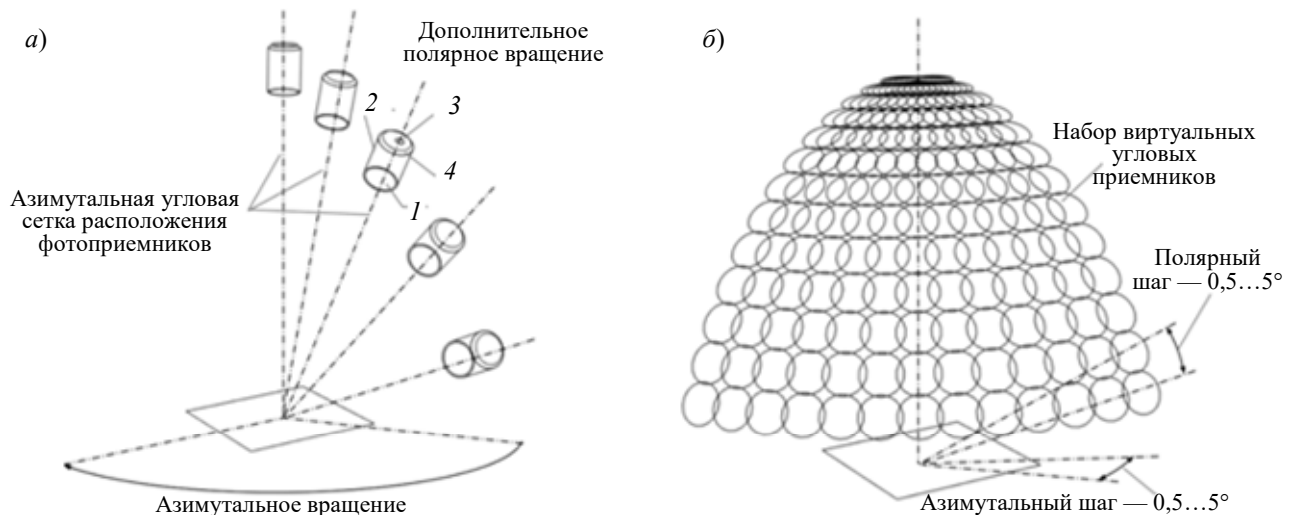 а)
Дополнительное
полярное вращение
2
3
4
1
Азимутальная угловая
сетка расположения
фотоприемников
Азимутальное вращение
б)
Набор виртуальных
угловых
приемников
Полярный
шаг — 0,5...5°
Азимутальный шаг — 0,5...5°